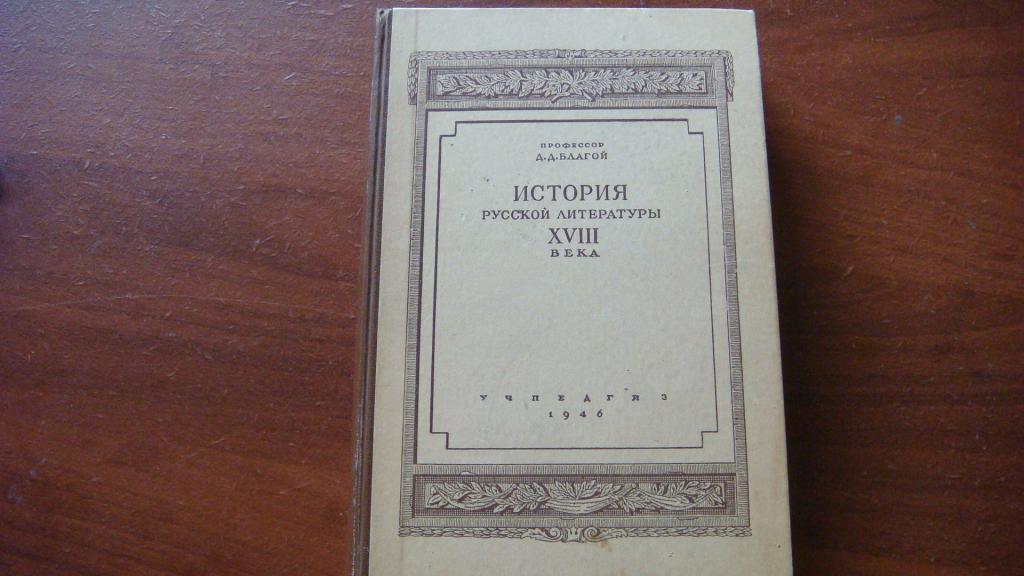 ПРОФЕССОР
Д. Д. БЛАГОЙ
ИСТОРИЯ
РУССКОЙ ЛИТЕРАТУРЫ
XVIII
ВЕКА
УЧПЕДГИЗ
1946